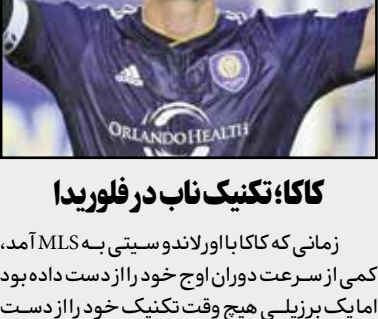 ORLANDO HEALTH
کاکا؛ تکنیک ناب در فلوریدا
زمانی که کاکا با اورلاندو سیتی به MLS آمد،
کمی از سرعت دوران اوج خود را از دست داده بود
اما یک برزیلی هیچ وقت تکنیک خود را از دست